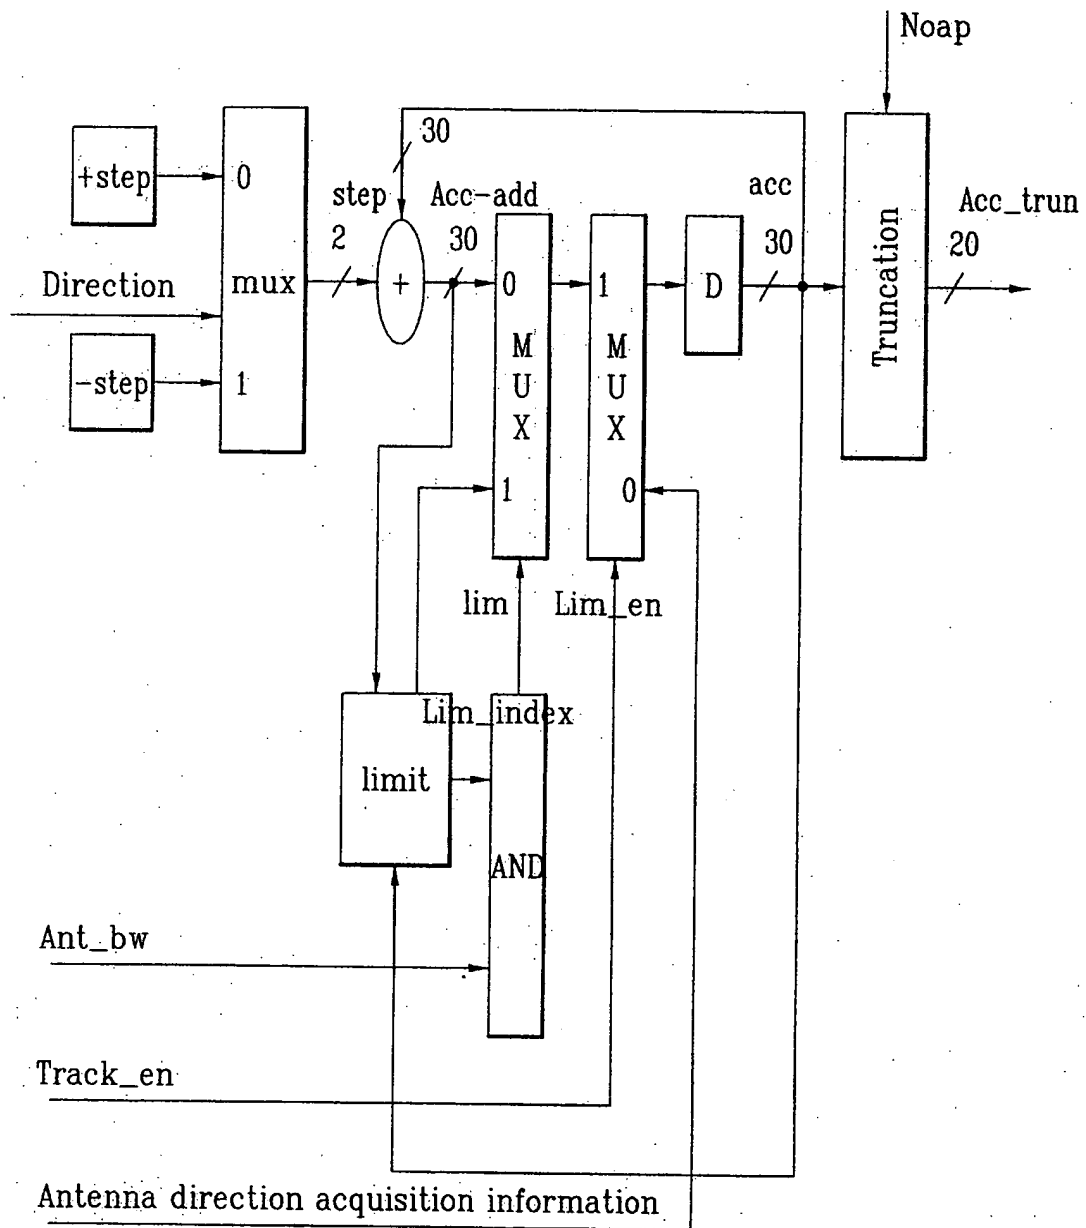 Noap
30
+step
0
step
Acc-add
acc
Acc_trun
2
30
30
20
Direction
mux
+
0
1
D
Truncation
M
U
X
M
U
X
-step
1
1
0
lim
Lim_en
Lim_index
limit
AND
Ant_bw
Track_en
Antenna direction acquisition information